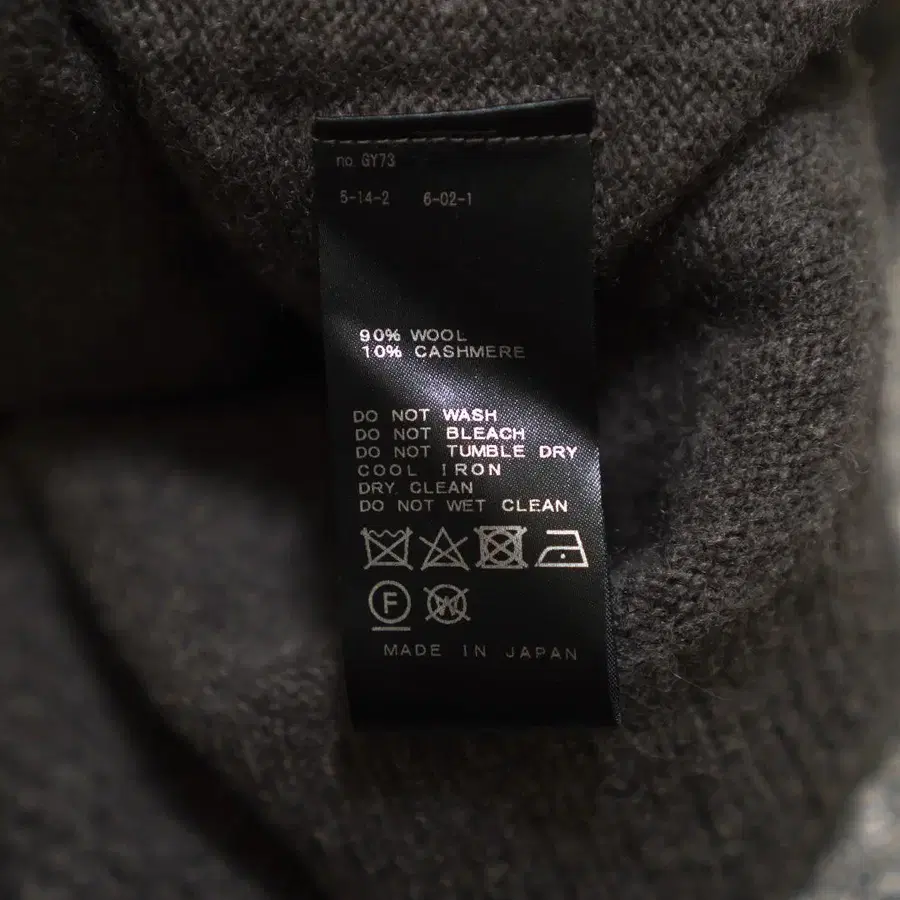 no. GY73
5-14-2 6-02-1
90% WOOL
10% CASHMERE
DO NOT WASH
DO NOT BLEACH
DO NOT TUMBLE DRY
COOL IRON
DRY CLEAN
DO NOT WET CLEAN
F W
MADE IN JAPAN